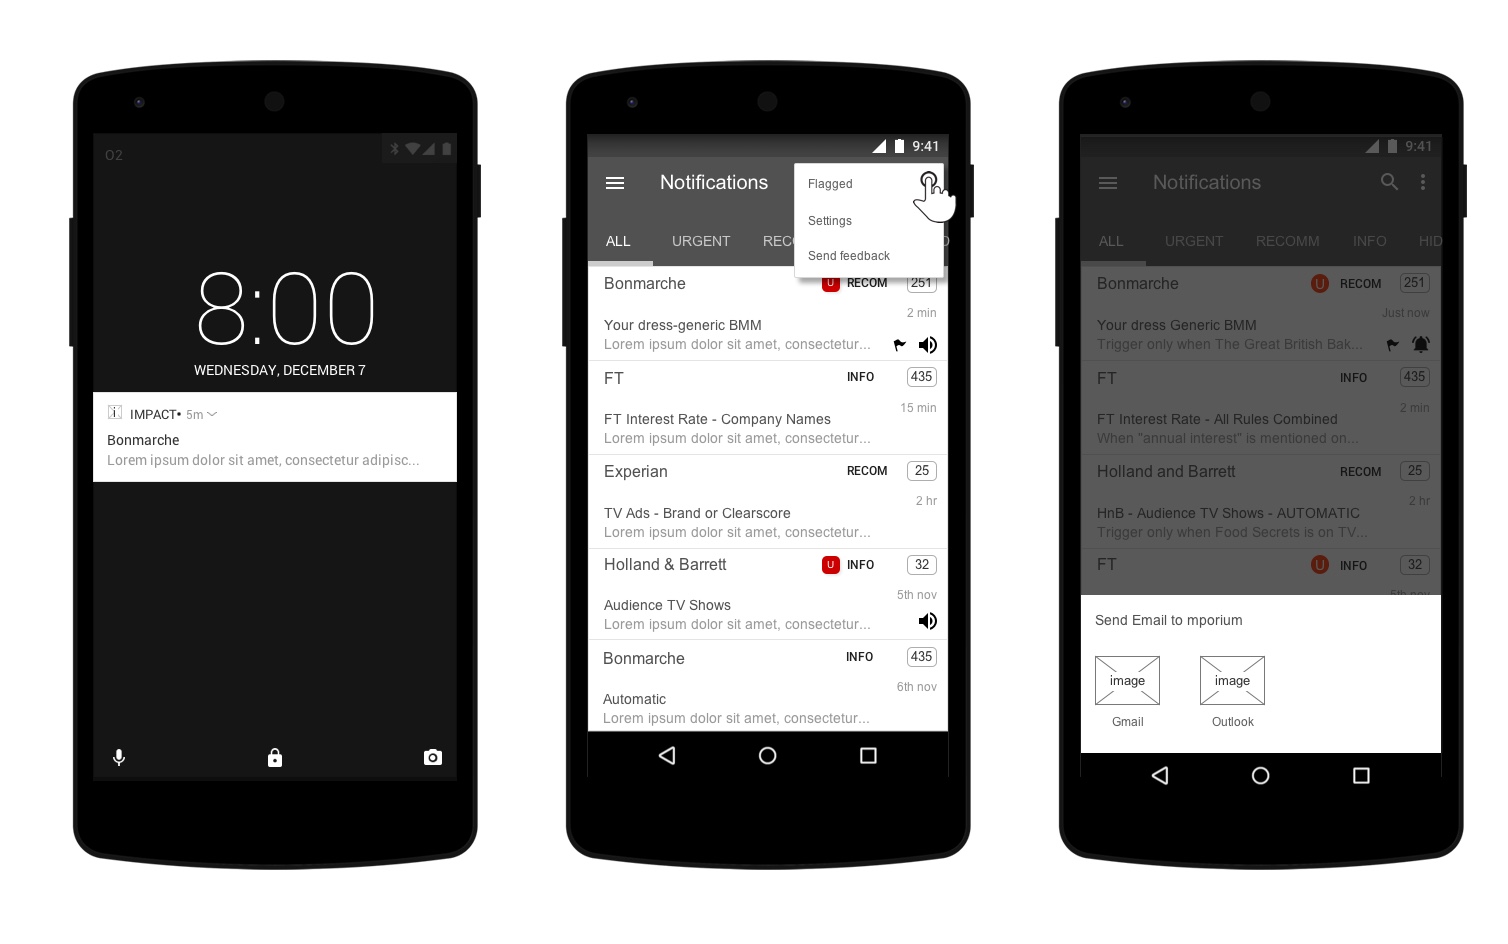 O2
8:00
WEDNESDAY, DECEMBER 7
IMPACT• 5m
Bonmarche
Lorem ipsum dolor sit amet, consectetur adipisc...
9:41
Notifications
Flagged
Settings
Send feedback
ALL URGENT RECO O
Bonmarche U RECOM 251
2 min
Your dress-generic BMM
Lorem ipsum dolor sit amet, consectetur...
FT INFO 435
15 min
FT Interest Rate - Company Names
Lorem ipsum dolor sit amet, consectetur...
Experian RECOM 25
2 hr
TV Ads - Brand or Clearscore
Lorem ipsum dolor sit amet, consectetur...
Holland & Barrett U INFO 32
5th nov
Audience TV Shows
Lorem ipsum dolor sit amet, consectetur...
Bonmarche INFO 435
6th nov
Automatic
Lorem ipsum dolor sit amet, consectetur...
9:41
Notifications
ALL URGENT RECOMM INFO HID
Bonmarche U RECOM 251
Just now
Your dress Generic BMM
Trigger only when The Great British Bak...
FT INFO 435
2 min
FT Interest Rate - All Rules Combined
When "annual interest" is mentioned on...
Holland and Barrett RECOM 25
2 hr
HnB - Audience TV Shows - AUTOMATIC
Trigger only when Food Secrets is on TV...
FT U INFO 32
5th nov
Send Email to mporium
image image
Gmail Outlook